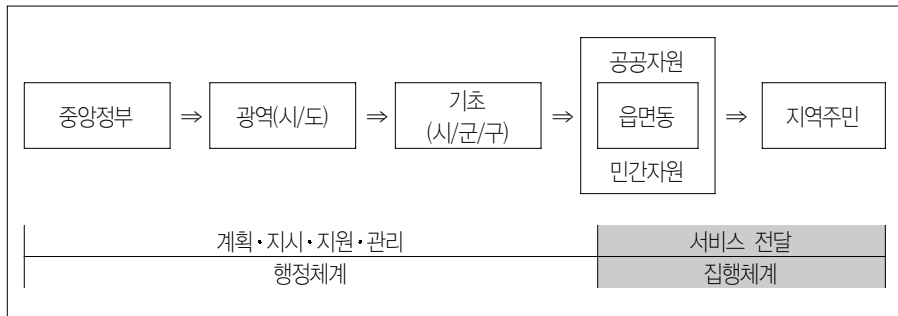 공공자원
중앙정부 ⇒ 광역(시/도) ⇒ 기초 (시/군/구) ⇒ 읍면동 ⇒ 지역주민
민간자원
계획·지시·지원·관리 서비스 전달
행정체계 집행체계